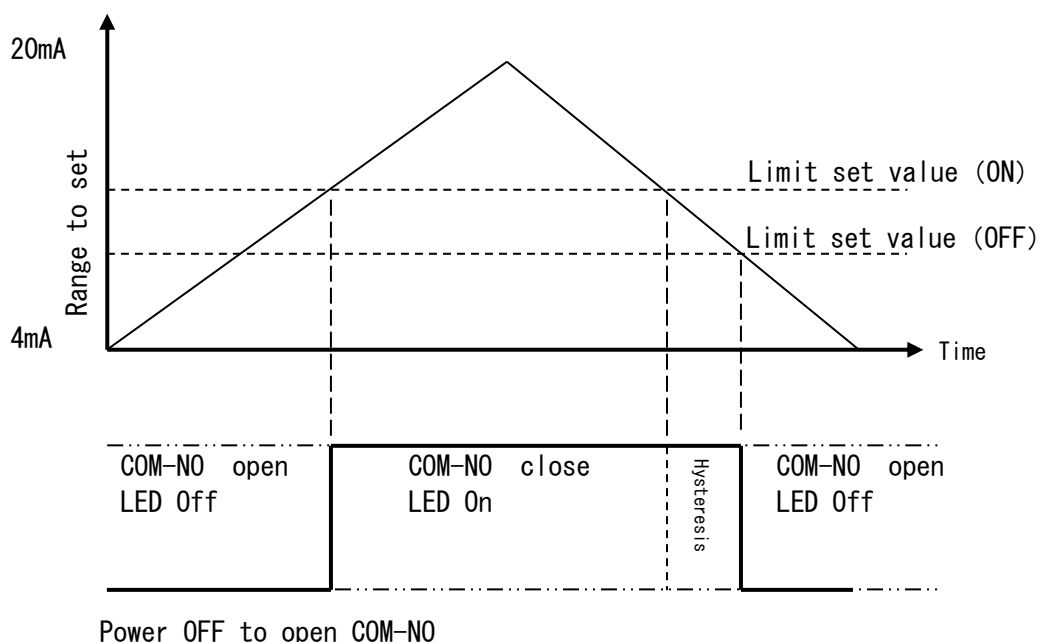 20mA
Range to set
Limit set value (ON)
Limit set value (OFF)
4mA
Time
COM-NO open
LED Off
COM-NO close
LED On
Hysteresis
COM-NO open
LED Off
Power OFF to open COM-NO